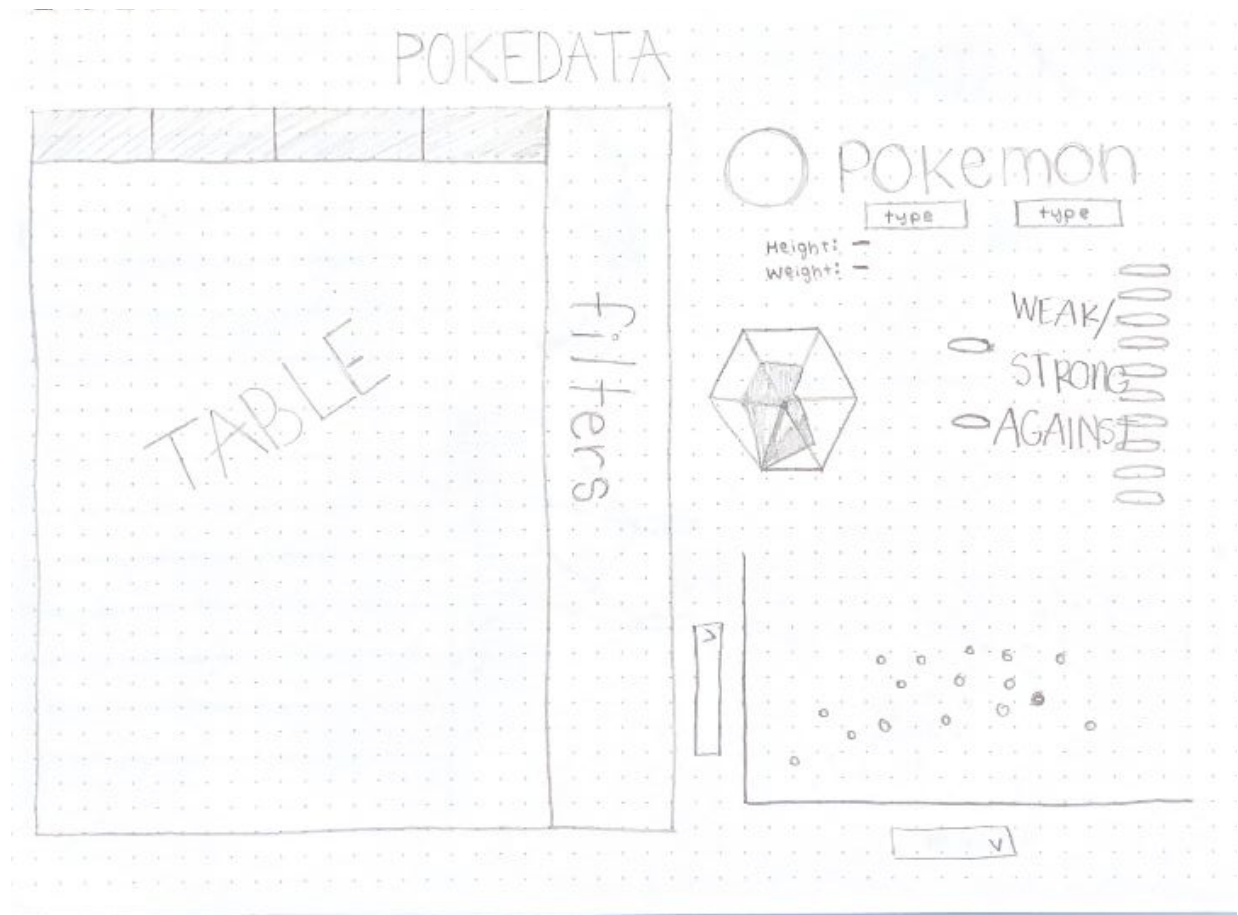 POKEDATA
TABLE
filters
Pokemon
type type
Height: -
Weight: -
WEAK/
STRONG
AGAINST